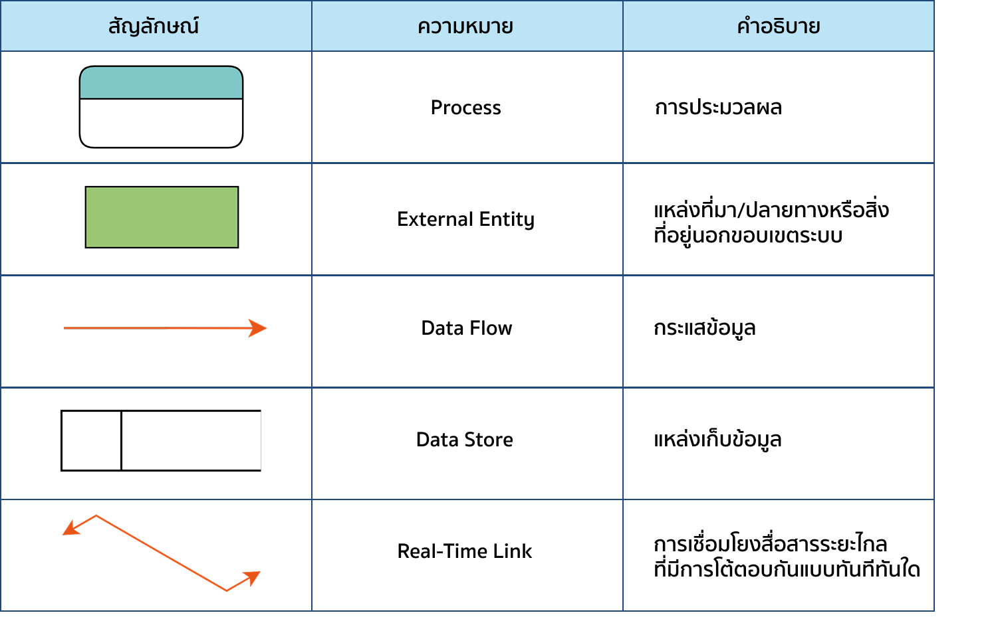 สัญลักษณ์
ความหมาย
คำอธิบาย
Process
การประมวลผล
External Entity
แหล่งที่มา/ปลายทางหรือสิ่ง
ที่อยู่นอกขอบเขตระบบ
Data Flow
กระแสข้อมูล
Data Store
แหล่งเก็บข้อมูล
Real-Time Link
การเชื่อมโยงสื่อสารระยะไกล
ที่มีการโต้ตอบกันแบบทันทีทันใด